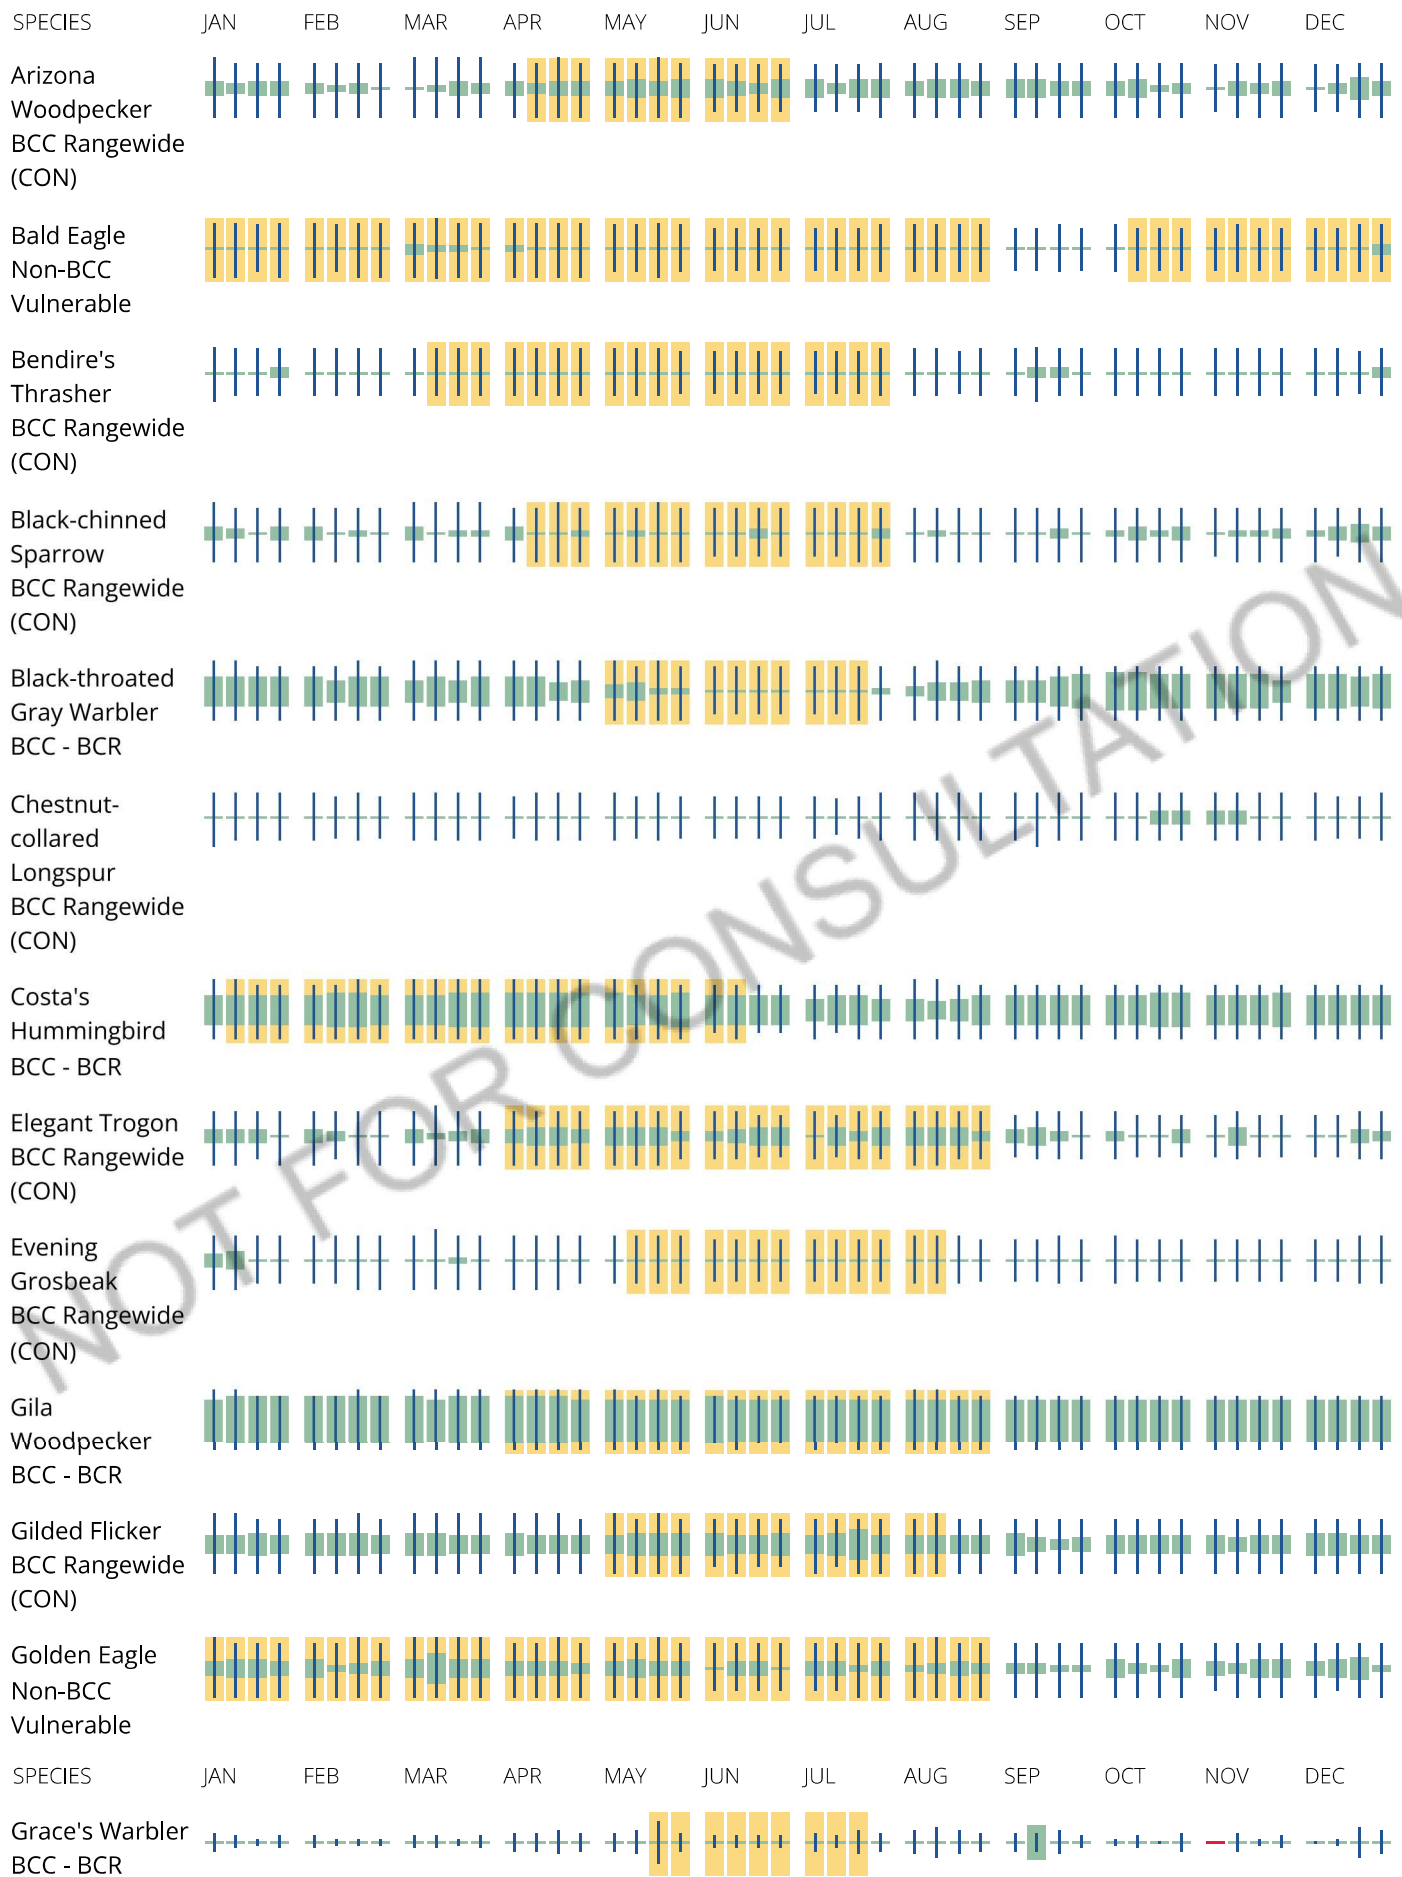 SPECIES JAN FEB MAR APR MAY JUN JUL AUG SEP OCT NOV DEC
Arizona
Woodpecker
BCC Rangewide
(CON)
Bald Eagle
Non-BCC
Vulnerable
Bendire's
Thrasher
BCC Rangewide
(CON)
Black-chinned
Sparrow
BCC Rangewide
(CON)
Black-throated
Gray Warbler
BCC - BCR
Chestnut-
collared
Longspur
BCC Rangewide
(CON)
Costa's
Hummingbird
BCC - BCR
Elegant Trogon
BCC Rangewide
(CON)
Evening
Grosbeak
BCC Rangewide
(CON)
Gila
Woodpecker
BCC - BCR
Gilded Flicker
BCC Rangewide
(CON)
Golden Eagle
Non-BCC
Vulnerable
SPECIES JAN FEB MAR APR MAY JUN JUL AUG SEP OCT NOV DEC
Grace's Warbler
BCC - BCR
NOT FOR CONSULTATION